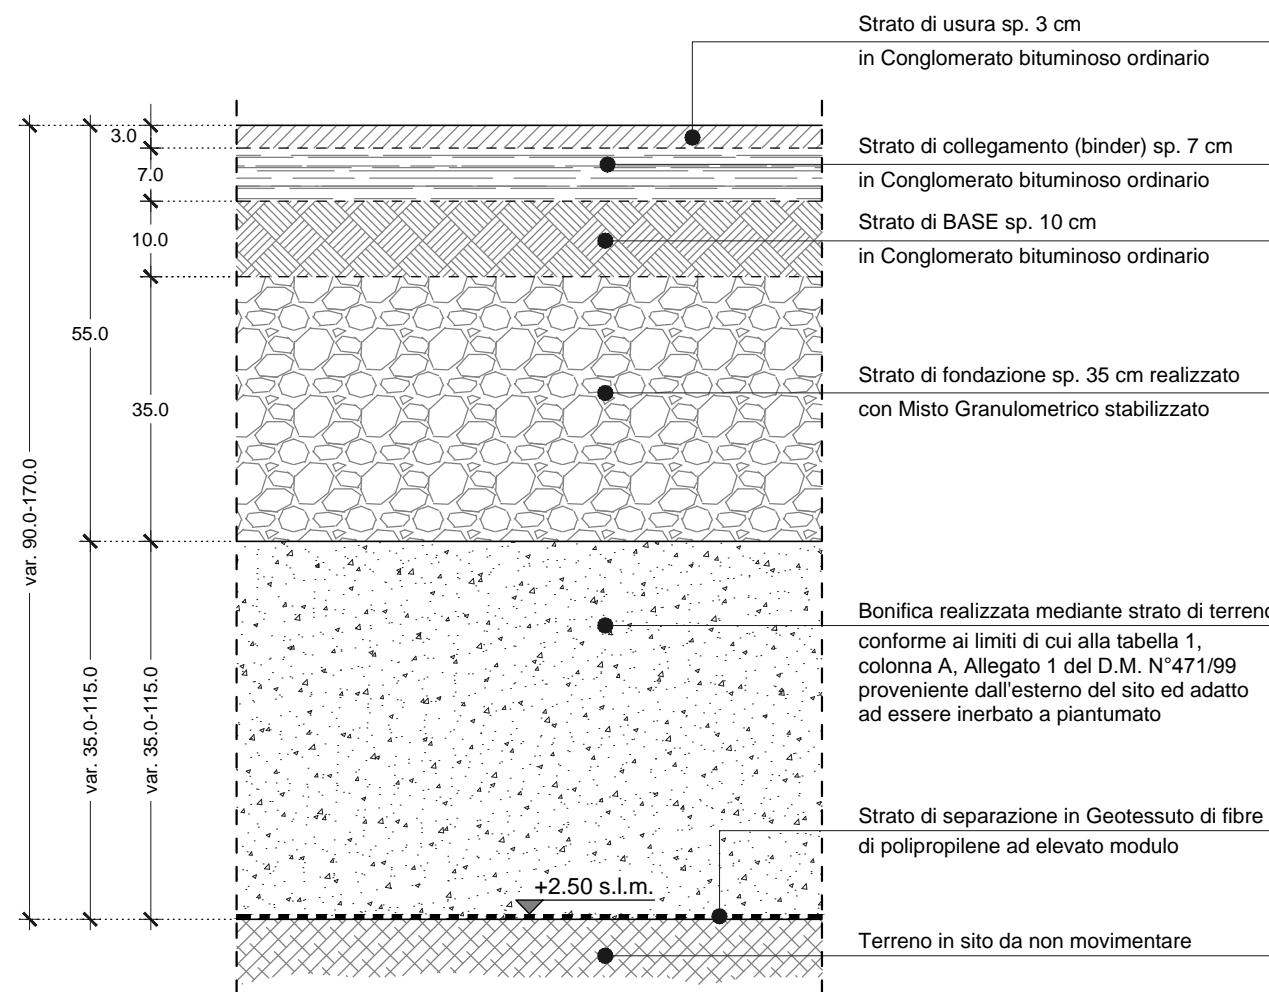 Strato di usura sp. 3 cm
in Conglomerato bituminoso ordinario
3.0
Strato di collegamento (binder) sp. 7 cm
7.0
in Conglomerato bituminoso ordinario
Strato di BASE sp. 10 cm
10.0
in Conglomerato bituminoso ordinario
55.0
Strato di fondazione sp. 35 cm realizzato
35.0
con Misto Granulometrico stabilizzato
var. 90.0-170.0
Bonifica realizzata mediante strato di terreno
conforme ai limiti di cui alla tabella 1,
colonna A, Allegato 1 del D.M. N°471/99
proveniente dall'esterno del sito ed adatto
ad essere inerbato a piantumato
var. 35.0-115.0
var. 35.0-115.0
Strato di separazione in Geotessuto di fibre
di polipropilene ad elevato modulo
+2.50 s.l.m.
Terreno in sito da non movimentare